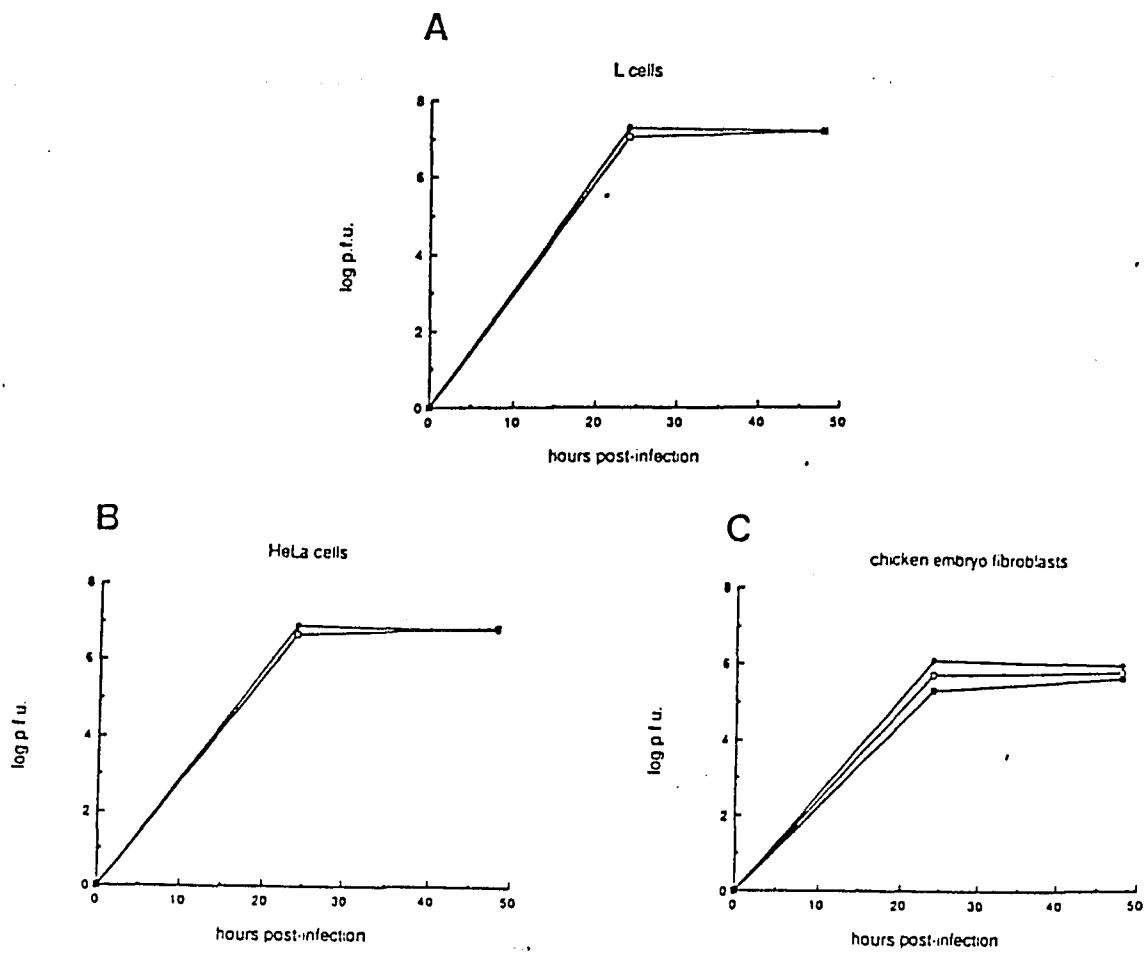 A
L cells
8
6
4
2
0
log p.f.u.
0 10 20 30 40 50
hours post-infection
B
HeLa cells
8
6
4
2
0
log p f u.
0 10 20 30 40 50
hours post-infection
C
chicken embryo fibroblasts
8
6
4
2
0
log p f u.
0 10 20 30 40 50
hours post-infection